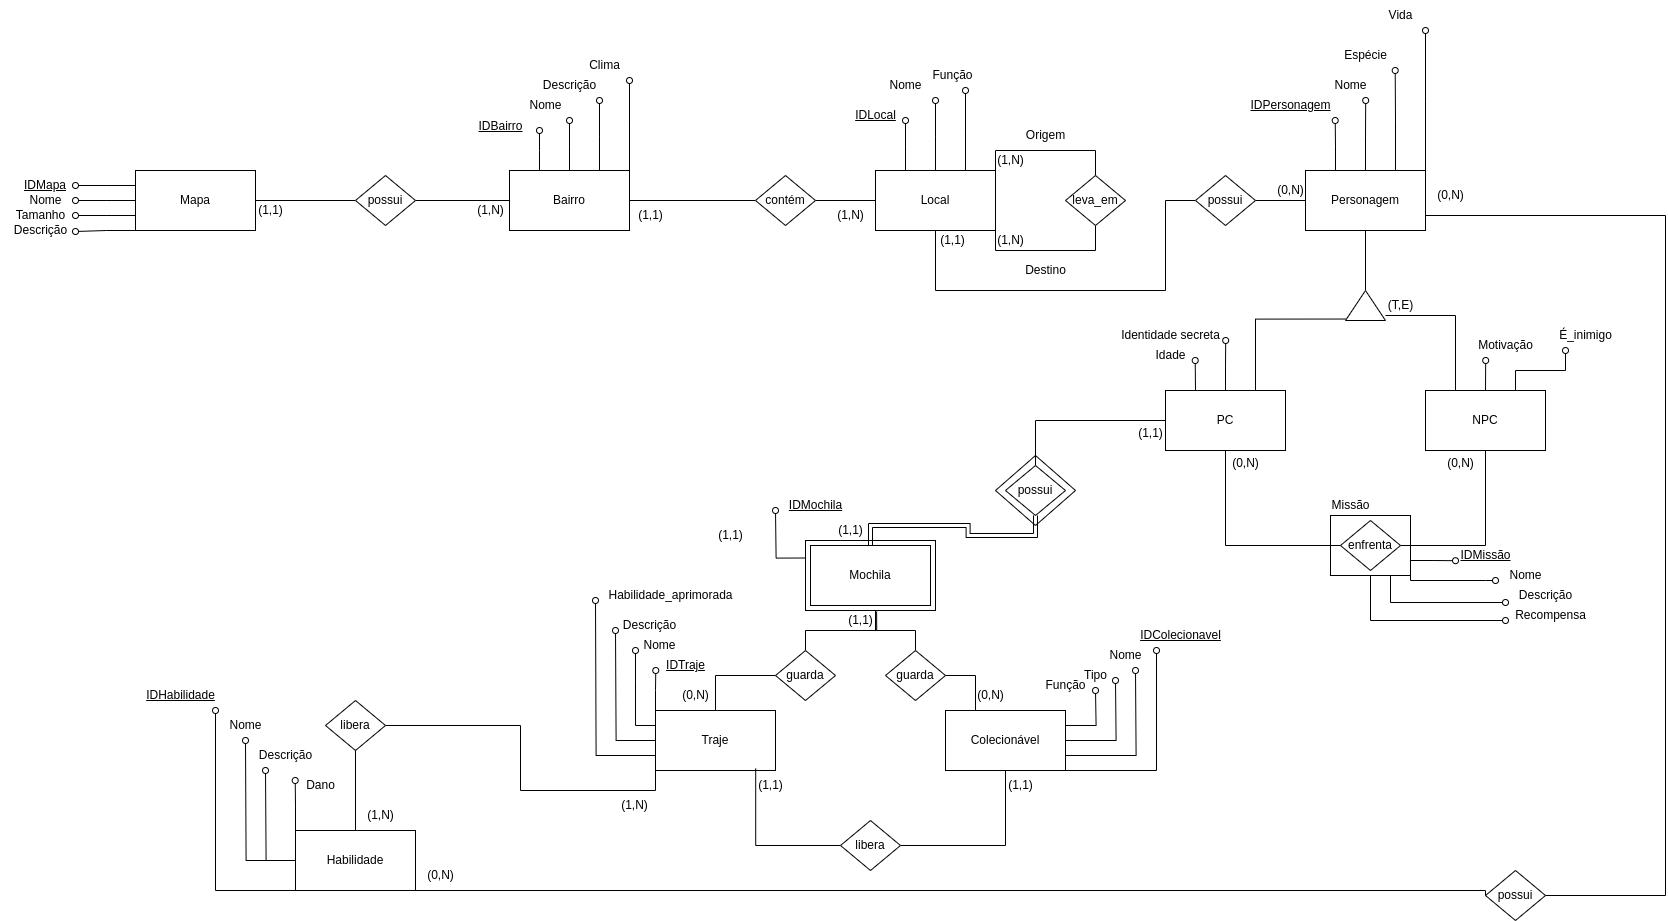 Vida
Espécie
Nome
IDPersonagem
Clima
Descrição
Nome
IDBairro
Função
Nome
IDLocal
Origem
(1,N)
IDMapa
Nome
Tamanho
Descrição
Mapa
(1,1)
possui
(1,N)
Bairro
(1,1)
contém
(1,N)
Local
(1,1)
(1,N)
leva_em
Destino
possui
(0,N)
Personagem
(0,N)
(T,E)
Identidade secreta
Idade
Motivação
É_inimigo
PC
NPC
(1,1)
(0,N)
(0,N)
possui
Missão
enfrenta
IDMissão
Nome
Descrição
Recompensa
IDMochila
(1,1)
(1,1)
Mochila
(1,1)
Habilidade_aprimorada
Descrição
Nome
IDTraje
guarda
guarda
IDColecionavel
Nome
Tipo
Função
(0,N)
(0,N)
Traje
Colecionável
IDHabilidade
Nome
Descrição
Dano
libera
(1,N)
(1,1)
(1,1)
(1,N)
libera
Habilidade
(0,N)
possui